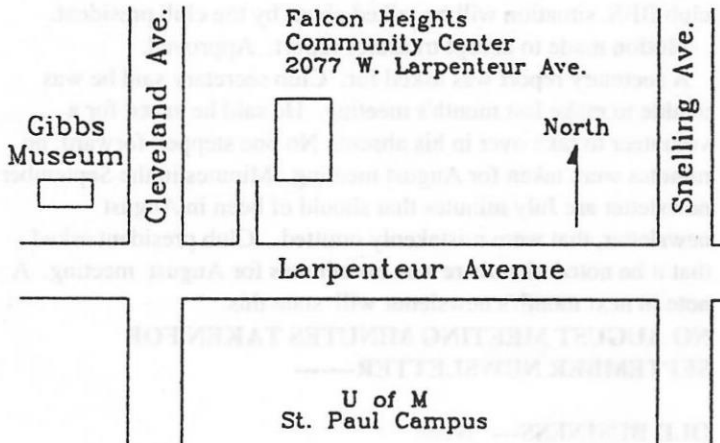 Falcon Heights
Community Center
2077 W. Larpenteur Ave.
Cleveland Ave.
Snelling Ave
Gibbs
Museum
North
Larpenteur Avenue
U of M
St. Paul Campus